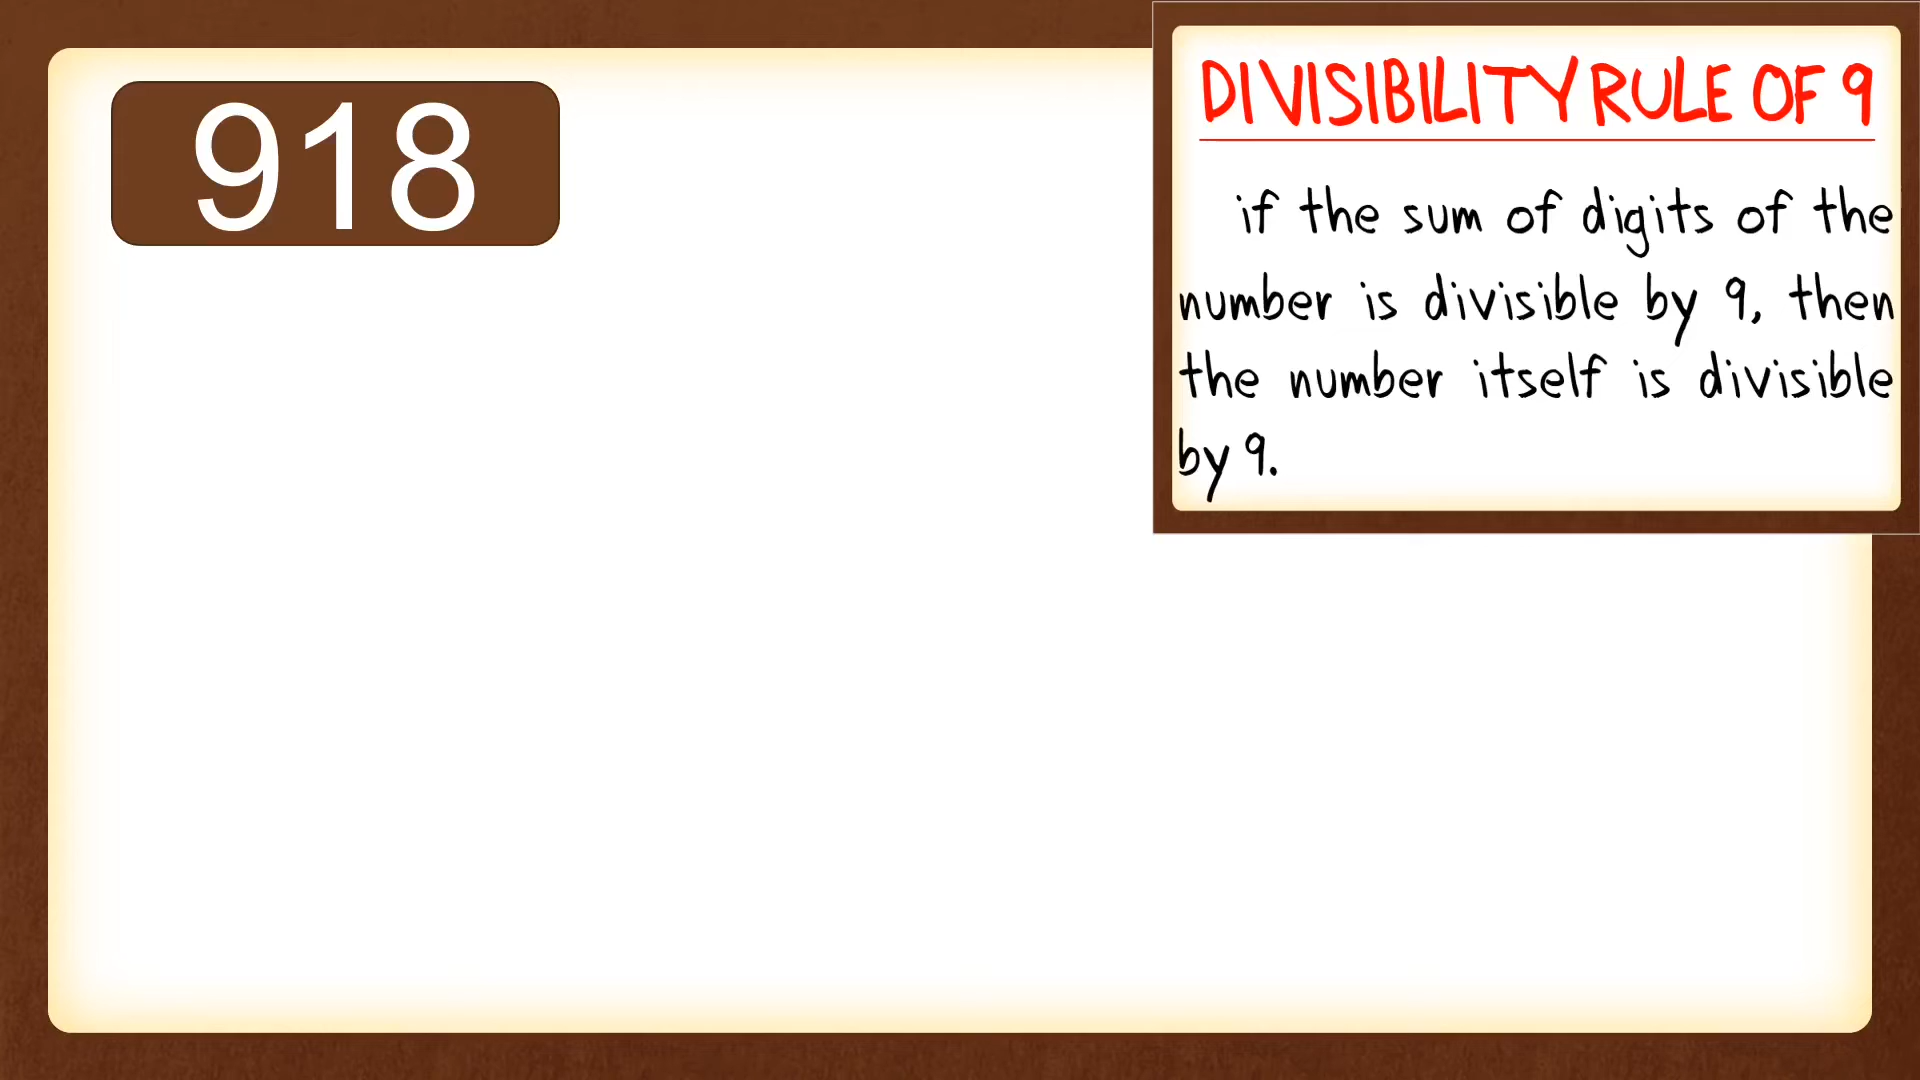 918
DIVISIBILITY RULE OF 9
if the sum of digits of the
number is divisible by 9, then
the number itself is divisible
by 9.